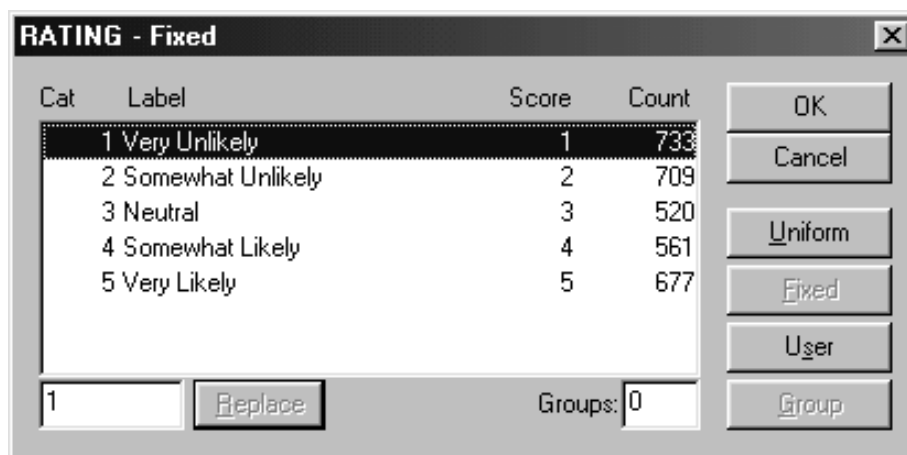 RATING - Fixed
Cat Label Score Count
1 Very Unlikely 1 733
2 Somewhat Unlikely 2 709
3 Neutral 3 520
4 Somewhat Likely 4 561
5 Very Likely 5 677
OK
Cancel
Uniform
Fixed
User
Group
1 Replace Groups: 0